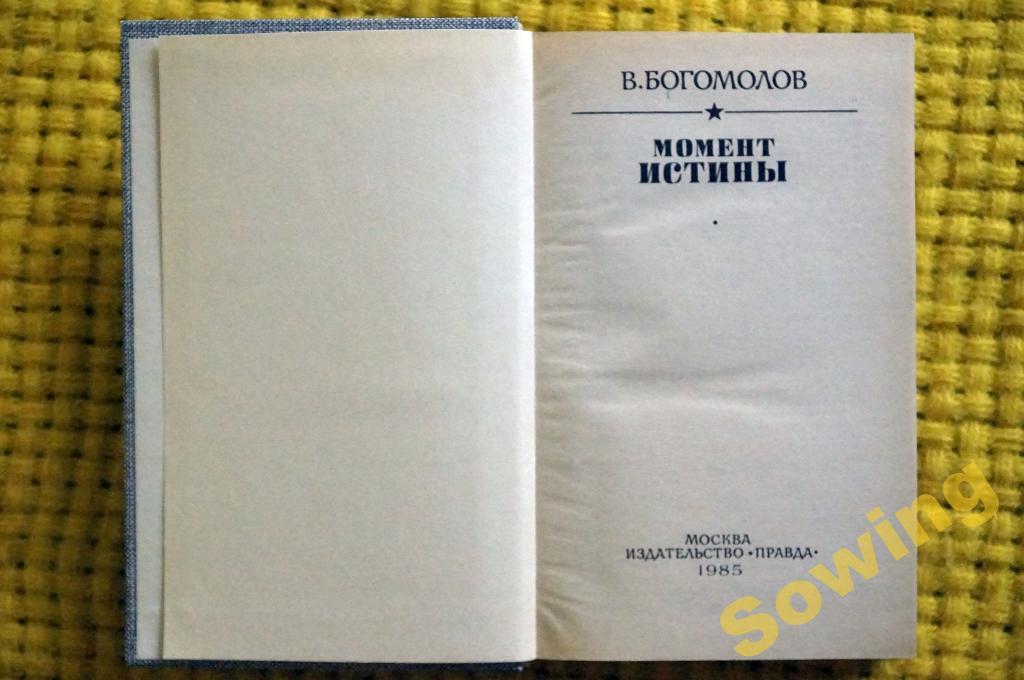 В.БОГОМОЛОВ
МОМЕНТ
ИСТИНЫ
МОСКВА
ИЗДАТЕЛЬСТВО «ПРАВДА»
1985
Sowing